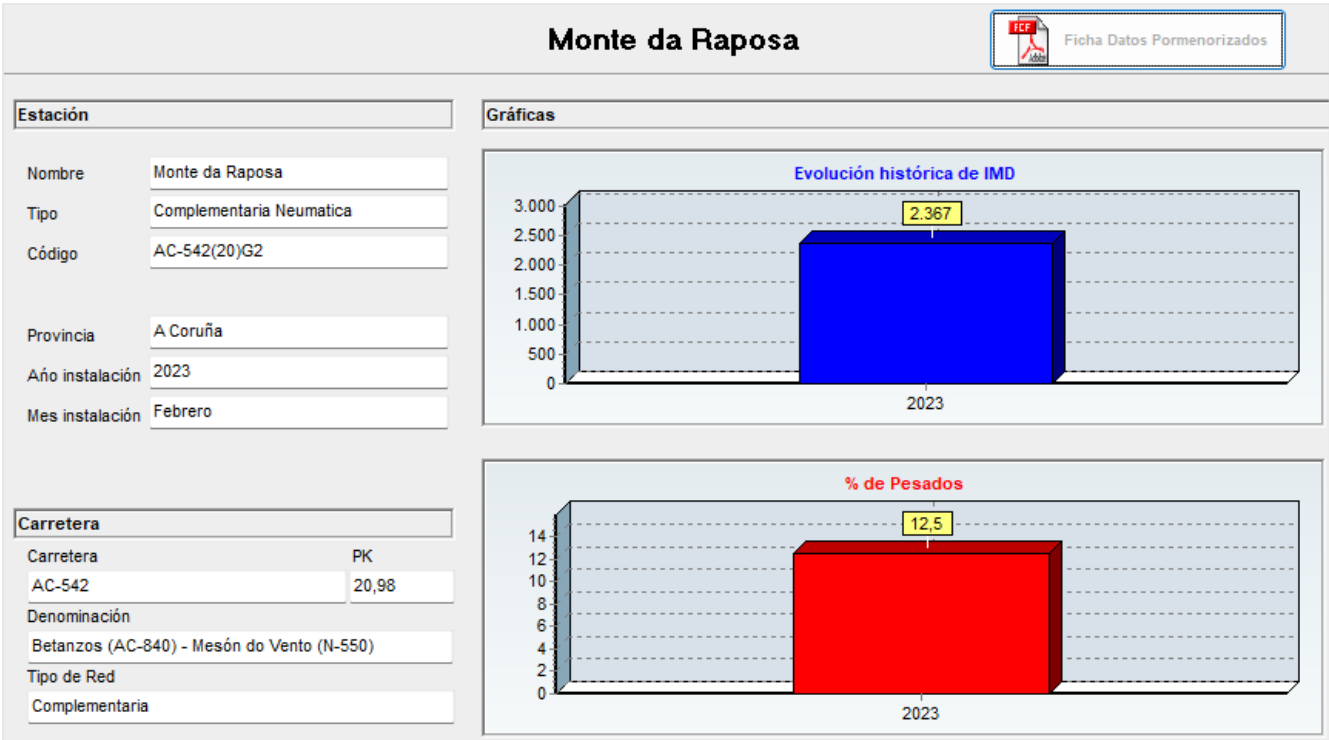 Monte da Raposa
Ficha Datos Pormenorizados
Estación
Nombre Monte da Raposa
Tipo Complementaria Neumatica
Código AC-542(20)G2
Provincia A Coruña
Ańo instalación 2023
Mes instalación Febrero
Carretera
Carretera PK
AC-542 20,98
Denominación
Betanzos (AC-840) - Mesón do Vento (N-550)
Tipo de Red
Complementaria
Gráficas
Evolución histórica de IMD
2.367
3.000
2.500
2.000
1.500
1.000
500
0
2023
% de Pesados
12,5
14
12
10
8
6
4
2
0
2023